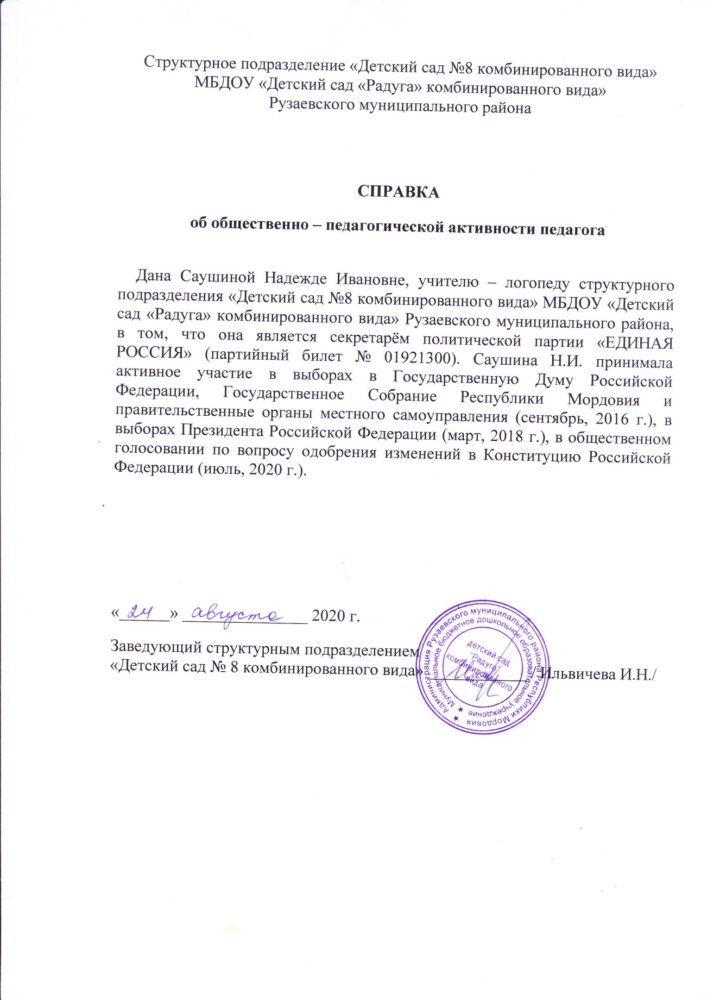 Структурное подразделение «Детский сад №8 комбинированного вида»
МБДОУ «Детский сад «Радуга» комбинированного вида»
Рузаевского муниципального района
СПРАВКА
об общественно – педагогической активности педагога
Дана Саушиной Надежде Ивановне, учителю – логопеду структурного
подразделения «Детский сад №8 комбинированного вида» МБДОУ «Детский
сад «Радуга» комбинированного вида» Рузаевского муниципального района,
в том, что она является секретарём политической партии «ЕДИНАЯ
РОССИЯ» (партийный билет № 01921300). Саушина Н.И. принимала
активное участие в выборах в Государственную Думу Российской
Федерации, Государственное Собрание Республики Мордовия и
правительственные органы местного самоуправления (сентябрь, 2016 г.), в
выборах Президента Российской Федерации (март, 2018 г.), в общественном
голосовании по вопросу одобрения изменений в Конституцию Российской
Федерации (июль, 2020 г.).
«24» августа 2020 г.
Заведующий структурным подразделением
«Детский сад № 8 комбинированного вида» / Ильвичева И.Н./
Администрация Рузаевского муниципального района Республики Мордовия
Муниципальное бюджетное дошкольное образовательное учреждение
детский сад
"Радуга"
комбинированного
вида